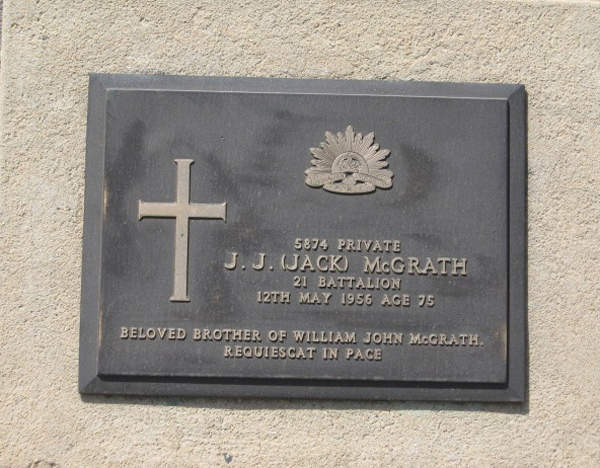 5874 PRIVATE
J. J. (JACK) McGRATH
21 BATTALION
12TH MAY 1956 AGE 75
BELOVED BROTHER OF WILLIAM JOHN McGRATH.
REQUIESCAT IN PACE